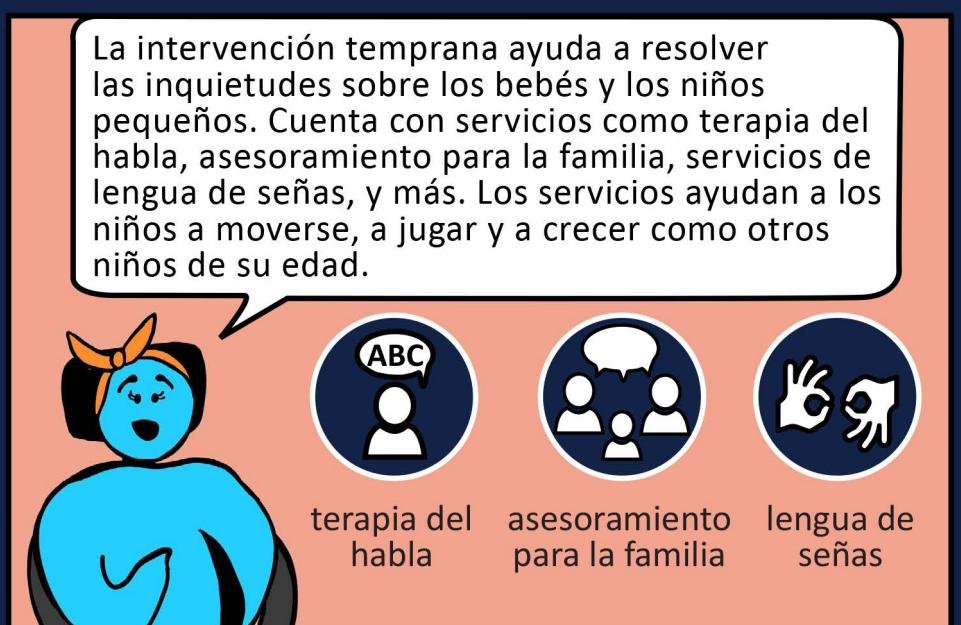 La intervención temprana ayuda a resolver
las inquietudes sobre los bebés y los niños
pequeños. Cuenta con servicios como terapia del
habla, asesoramiento para la familia, servicios de
lengua de señas, y más. Los servicios ayudan a los
niños a moverse, a jugar y a crecer como otros
niños de su edad.
ABC
terapia del
habla
asesoramiento
para la familia
lengua de
señas